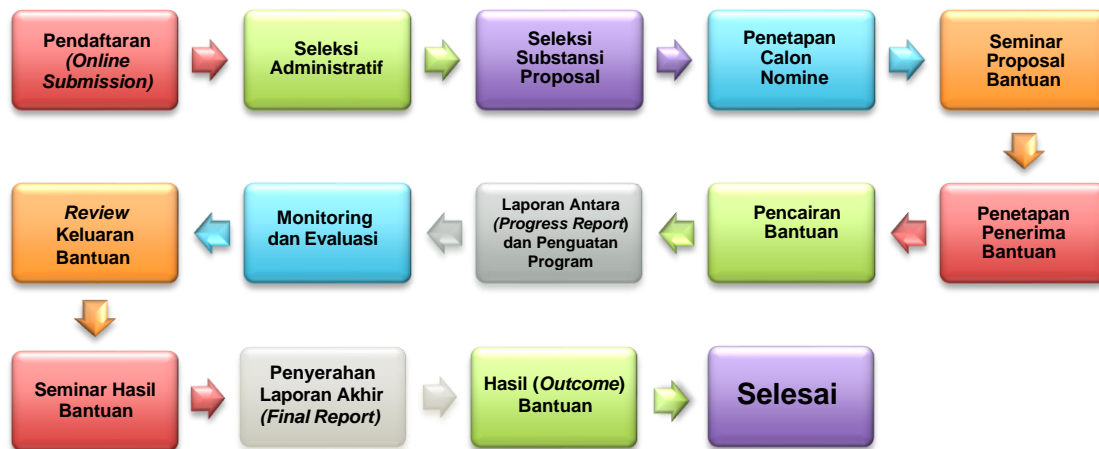 Pendaftaran
(Online
Submission)
Seleksi
Administratif
Seleksi
Substansi
Proposal
Penetapan
Calon
Nomine
Seminar
Proposal
Bantuan
Penetapan
Penerima
Bantuan
Pencairan
Bantuan
Laporan Antara
(Progress Report)
dan Penguatan
Program
Monitoring
dan Evaluasi
Review
Keluaran
Bantuan
Seminar Hasil
Bantuan
Penyerahan
Laporan Akhir
(Final Report)
Hasil (Outcome)
Bantuan
Selesai